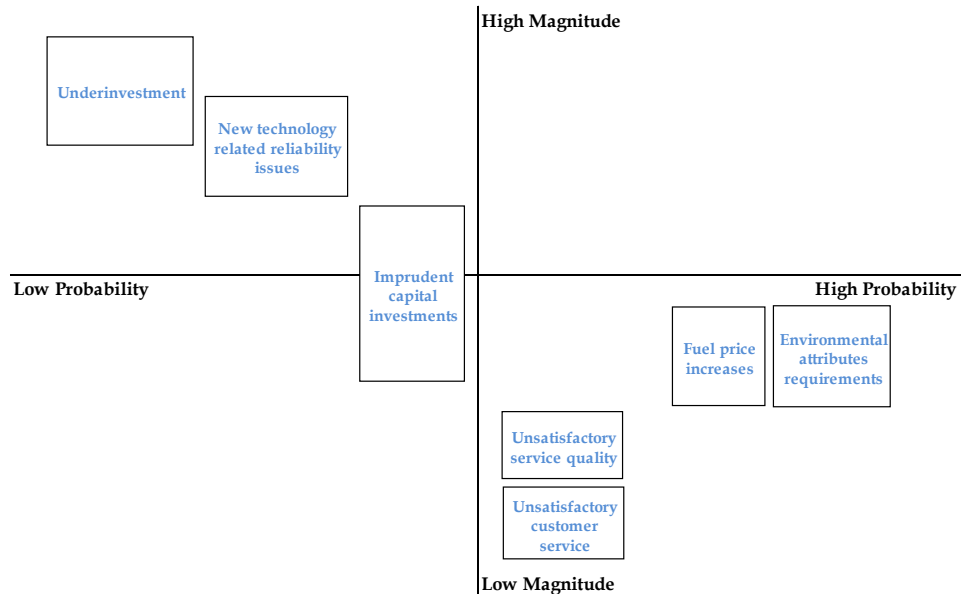 High Magnitude
Underinvestment
New technology
related reliability
issues
Imprudent
capital
investments
Low Probability
High Probability
Fuel price
increases
Environmental
attributes
requirements
Unsatisfactory
service quality
Unsatisfactory
customer
service
Low Magnitude